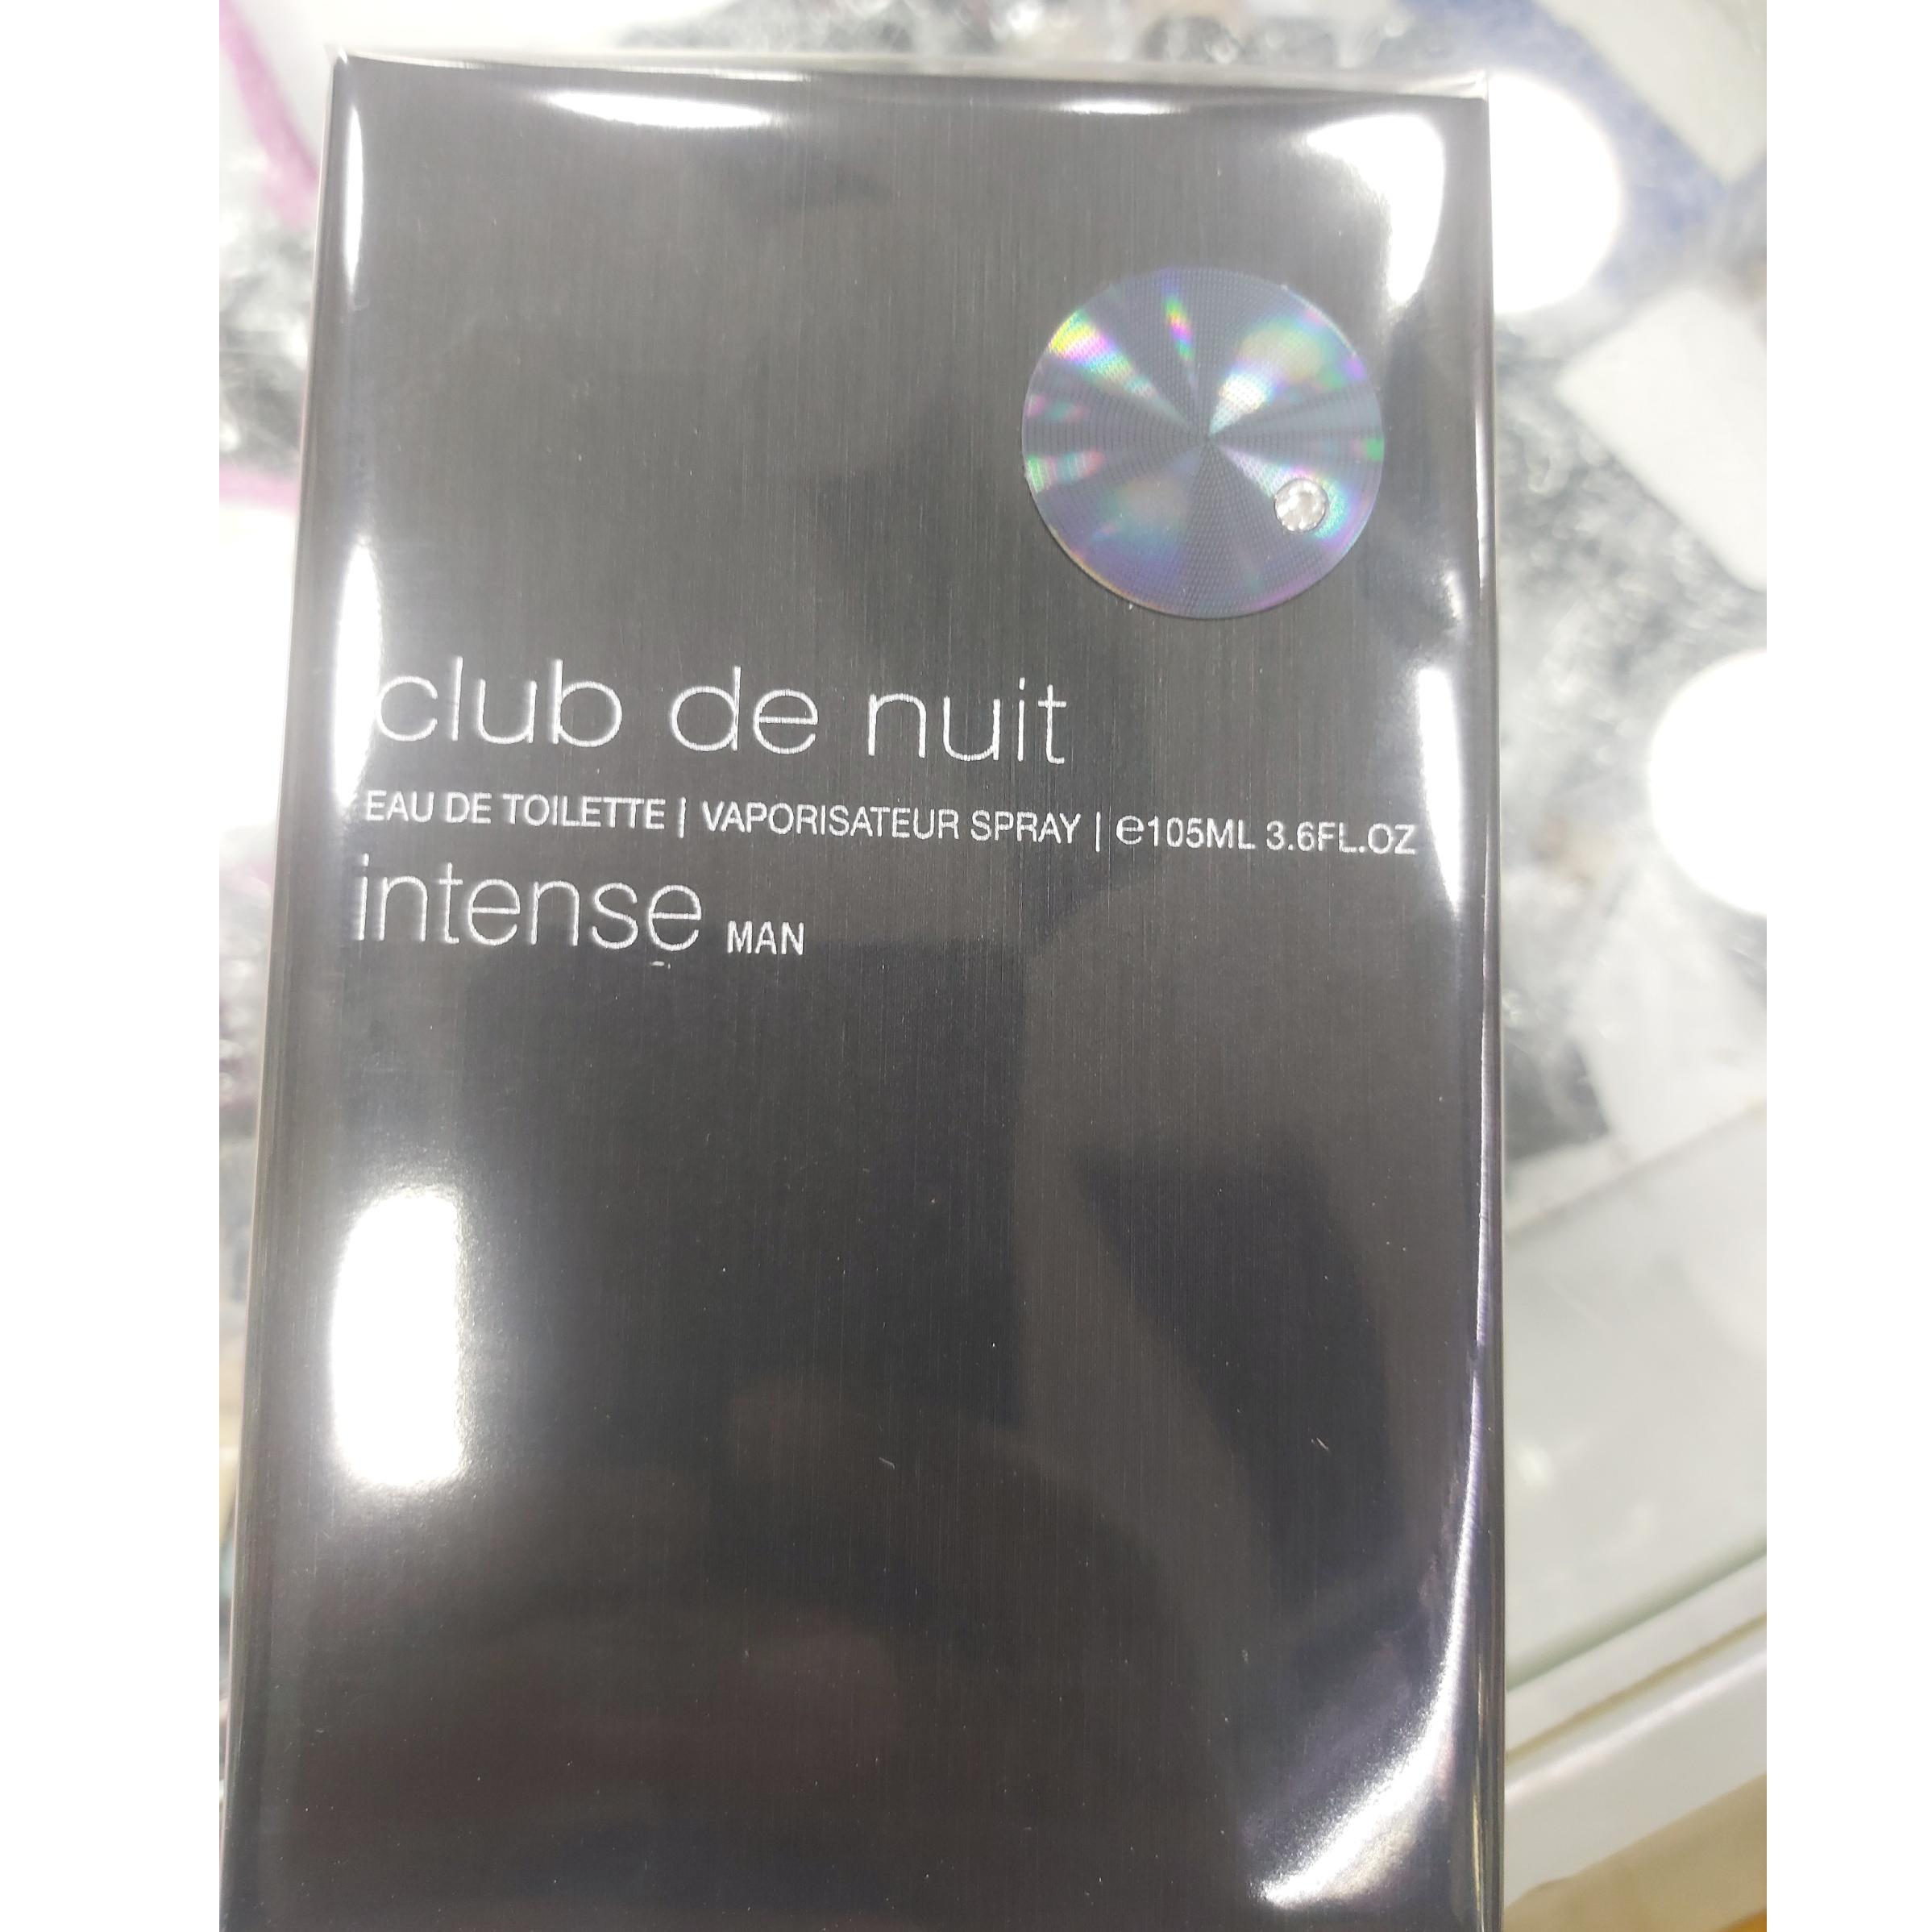 club de nuit
EAU DE TOILETTE | VAPORISATEUR SPRAY | ℮105ML 3.6FL.OZ
intense MAN